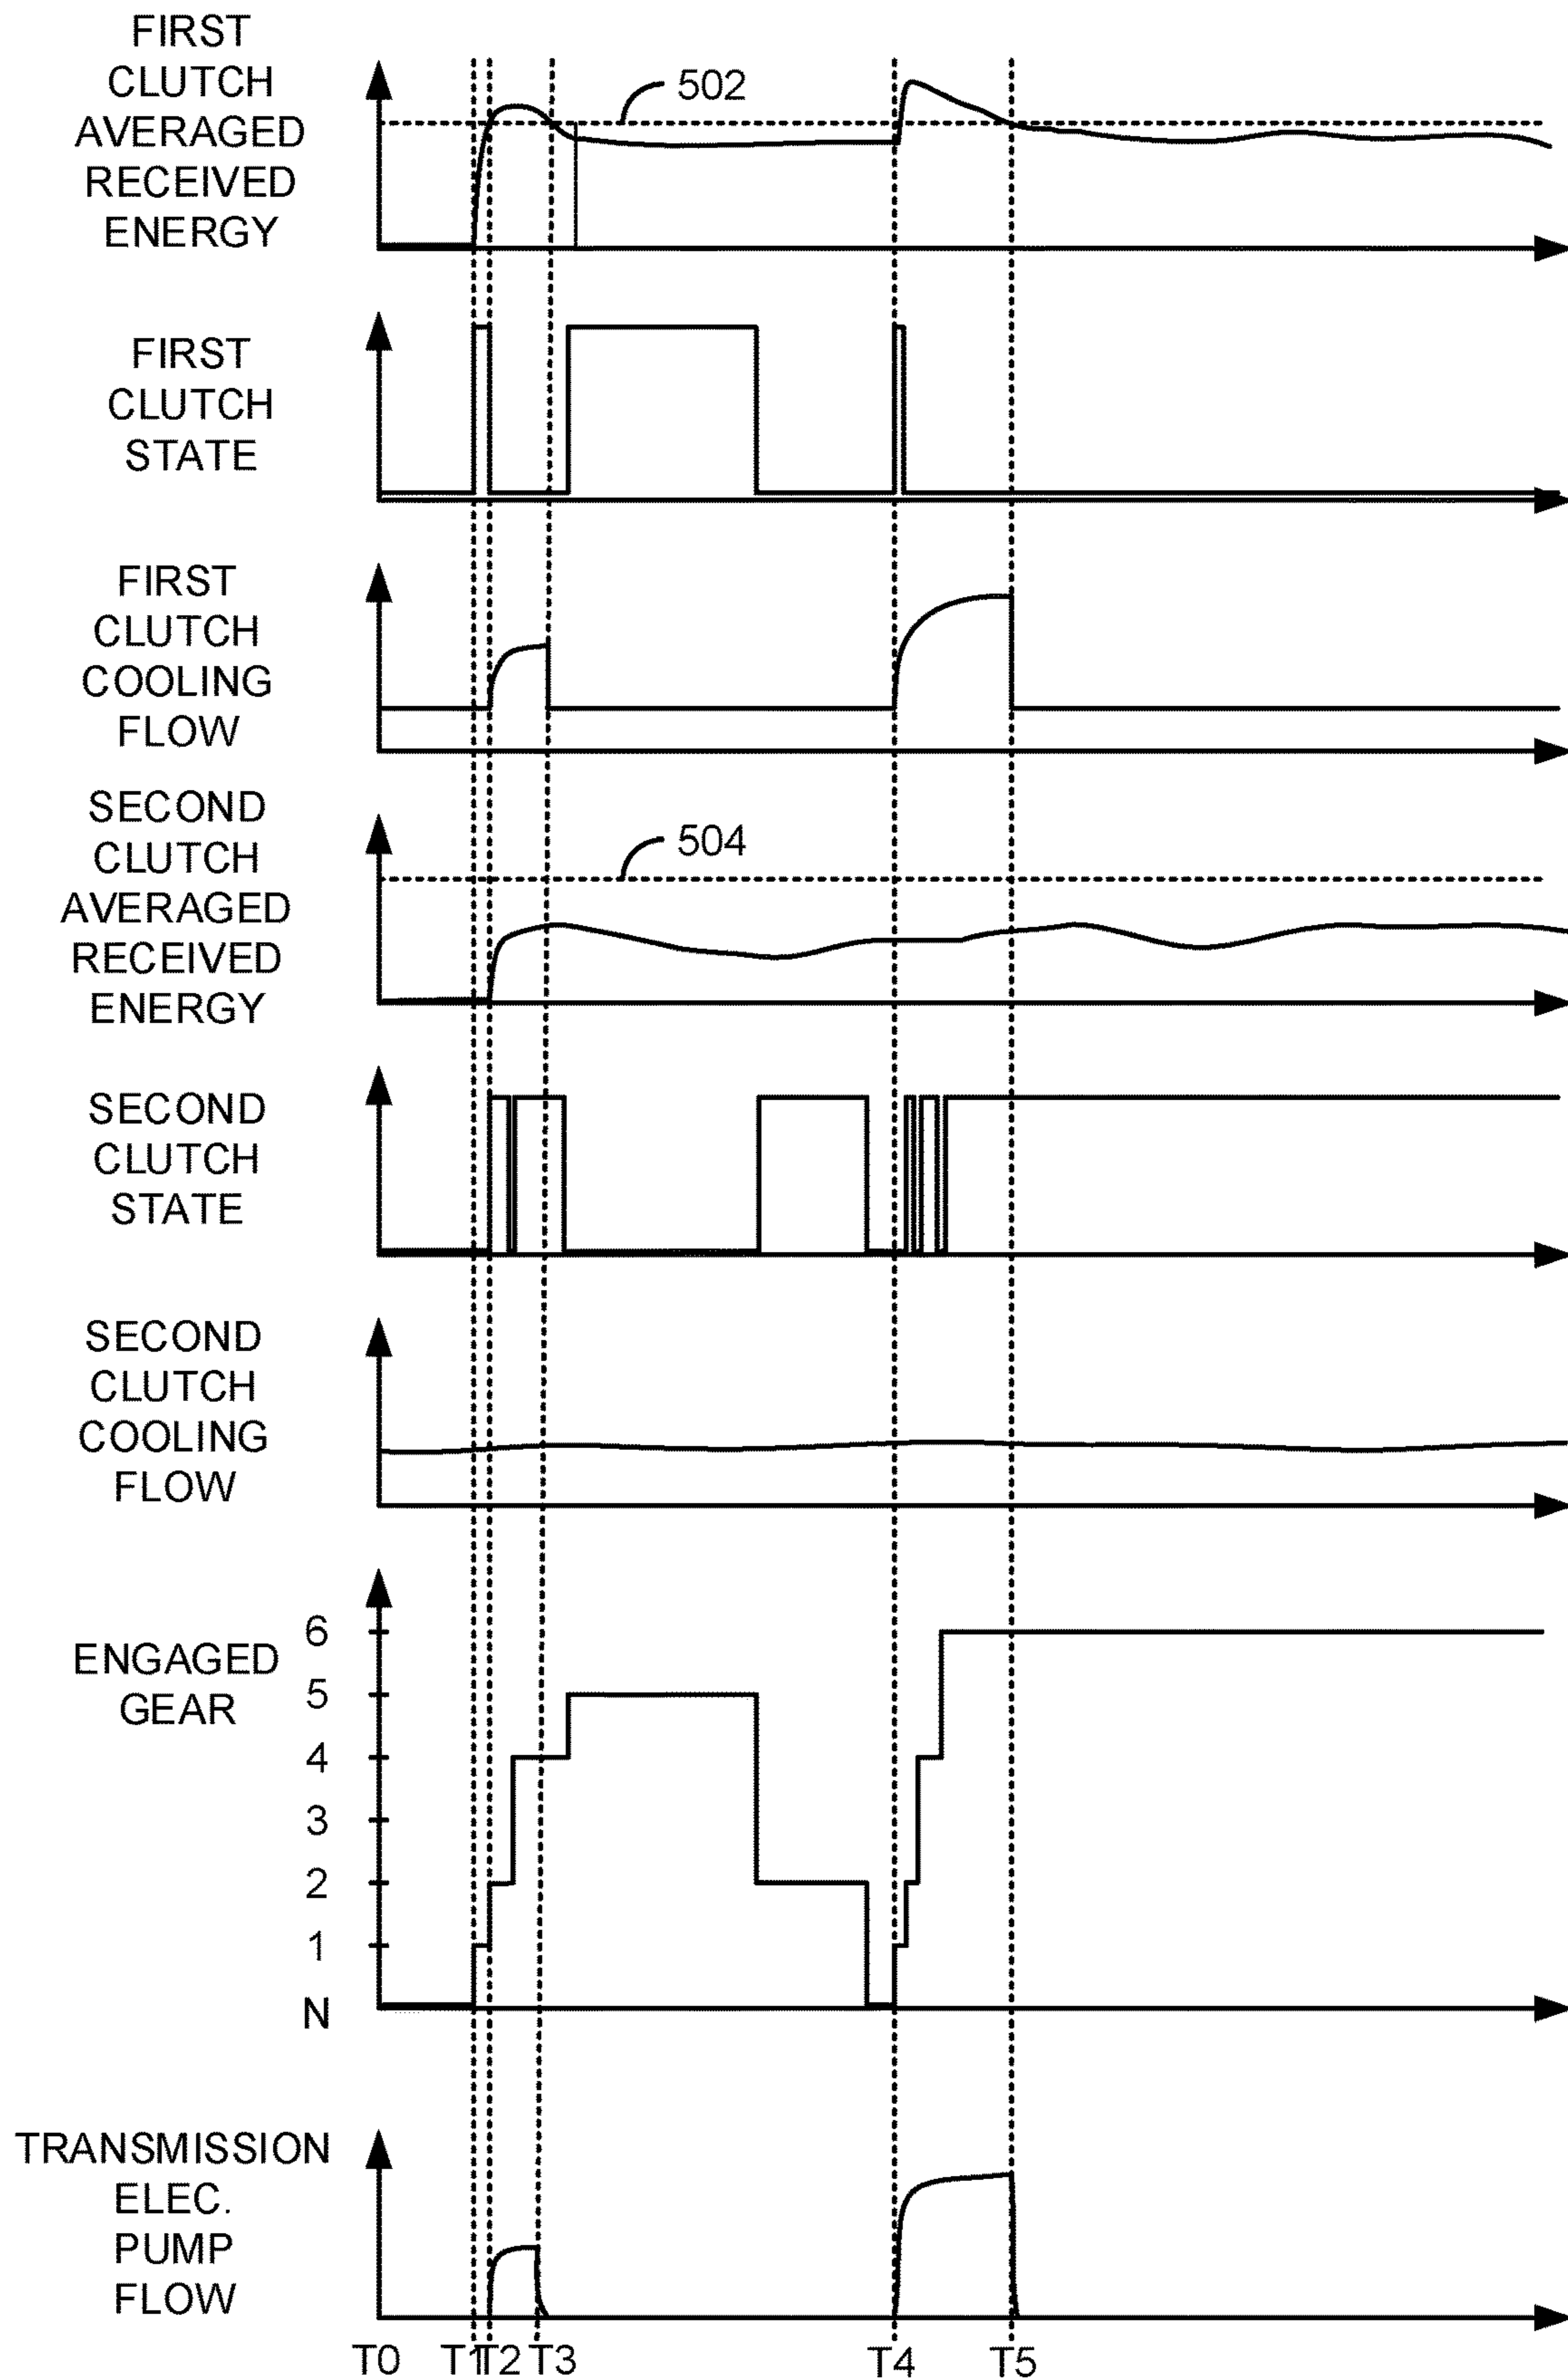 FIRST
CLUTCH
AVERAGED
RECEIVED
ENERGY
502
FIRST
CLUTCH
STATE
FIRST
CLUTCH
COOLING
FLOW
SECOND
CLUTCH
AVERAGED
RECEIVED
ENERGY
504
SECOND
CLUTCH
STATE
SECOND
CLUTCH
COOLING
FLOW
ENGAGED
GEAR
6
5
4
3
2
1
N
TRANSMISSION
ELEC.
PUMP
FLOW
T0 T1 T2 T3 T4 T5